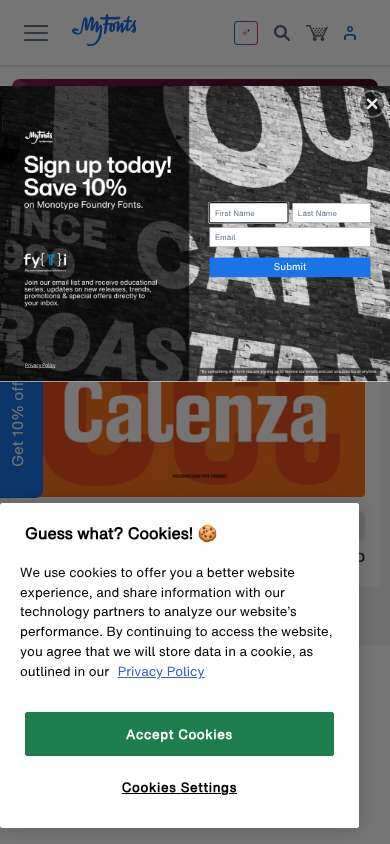 MyFonts
MyFonts
Sign up today!
Save 10%
on Monotype Foundry Fonts.
First Name
Last Name
Email
Submit
fy{T}i
Join our email list and receive educational
series, updates on new releases, trends,
promotions & special offers directly to
your inbox.
Privacy Policy
Get 10% off
Calenza
Guess what? Cookies! 🍪
We use cookies to offer you a better website
experience, and share information with our
technology partners to analyze our website's
performance. By continuing to access the website,
you agree that we will store data in a cookie, as
outlined in our Privacy Policy
Accept Cookies
Cookies Settings